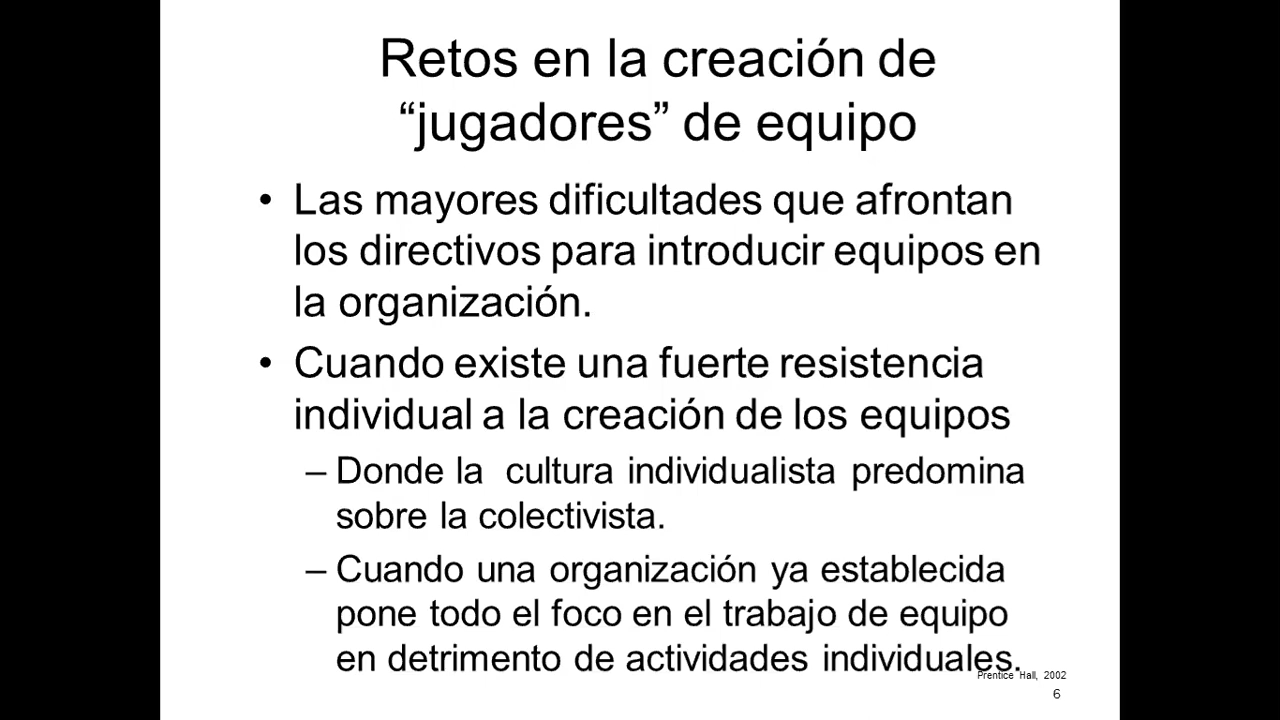 Retos en la creación de
“jugadores” de equipo
• Las mayores dificultades que afrontan
los directivos para introducir equipos en
la organización.
• Cuando existe una fuerte resistencia
individual a la creación de los equipos
– Donde la cultura individualista predomina
sobre la colectivista.
– Cuando una organización ya establecida
pone todo el foco en el trabajo de equipo
en detrimento de actividades individuales.
Prentice Hall, 2002
6